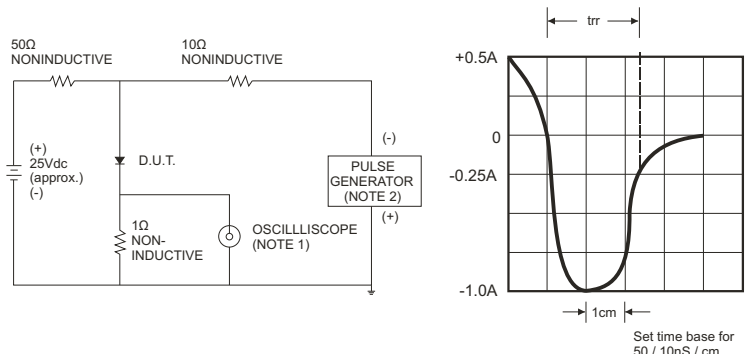 50Ω
NONINDUCTIVE
10Ω
NONINDUCTIVE
(+)
25Vdc
(approx.)
(-)
D.U.T.
1Ω
NON-
INDUCTIVE
OSCILLLISCOPE
(NOTE 1)
(-)
PULSE
GENERATOR
(NOTE 2)
(+)
trr
+0.5A
0
-0.25A
-1.0A
1cm
Set time base for
50 / 10nS / cm